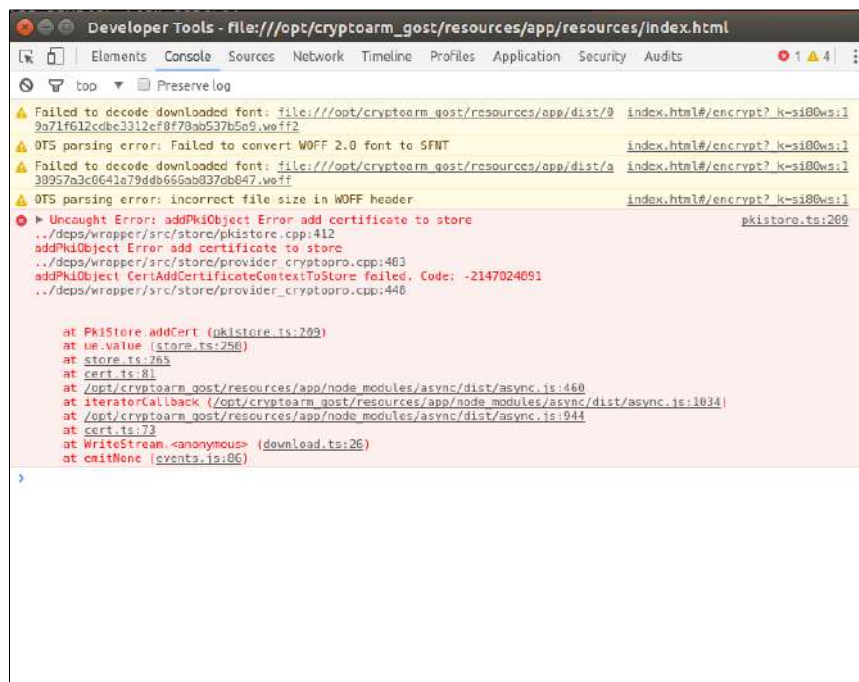 Developer Tools - file:///opt/cryptoarm_gost/resources/app/resources/index.html
Elements Console Sources Network Timeline Profiles Application Security Audits 1 4
top Preserve log
Failed to decode downloaded font: file:///opt/cryptoarm_gost/resources/app/dist/0 index.html#/encrypt?_k=si80ws:1
9a71f612cdbc3312ef8f78ab537b5a9.woff2
OTS parsing error: Failed to convert WOFF 2.0 font to SFNT index.html#/encrypt?_k=si80ws:1
Failed to decode downloaded font: file:///opt/cryptoarm_gost/resources/app/dist/a index.html#/encrypt?_k=si80ws:1
38957a3c0641a79ddb666ab837db847.woff
OTS parsing error: incorrect file size in WOFF header index.html#/encrypt?_k=si80ws:1
Uncaught Error: addPkiObject Error add certificate to store pkistore.ts:209
../deps/wrapper/src/store/pkistore.cpp:412
addPkiObject Error add certificate to store
../deps/wrapper/src/store/provider_cryptopro.cpp:483
addPkiObject CertAddCertificateContextToStore failed. Code: -2147024891
../deps/wrapper/src/store/provider_cryptopro.cpp:448
at PkiStore.addCert (pkistore.ts:209)
at ue.value (store.ts:250)
at store.ts:265
at cert.ts:81
at /opt/cryptoarm_gost/resources/app/node_modules/async/dist/async.js:460
at iteratorCallback (/opt/cryptoarm_gost/resources/app/node_modules/async/dist/async.js:1034)
at /opt/cryptoarm_gost/resources/app/node_modules/async/dist/async.js:944
at cert.ts:73
at WriteStream.<anonymous> (download.ts:26)
at emitNone (events.js:86)